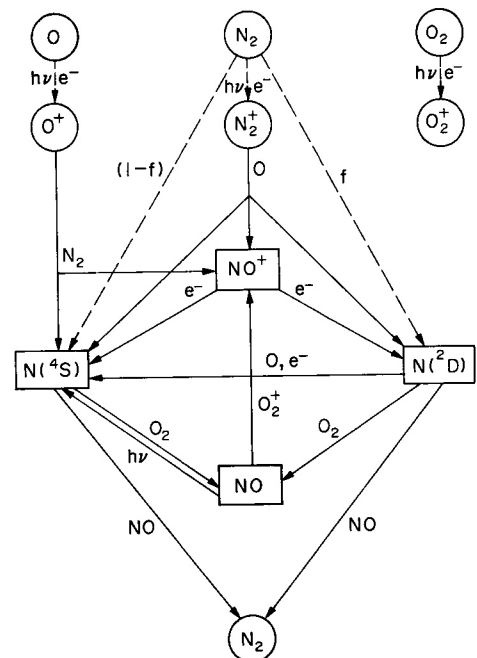 O N₂ O₂
hν e⁻ hν e⁻ hν e⁻
O⁺ N₂⁺ O₂⁺
(1-f) O f
N₂ NO⁺
e⁻ e⁻
N(⁴S) O, e⁻ N(²D)
O₂ O₂⁺ O₂
hν NO
NO NO
N₂